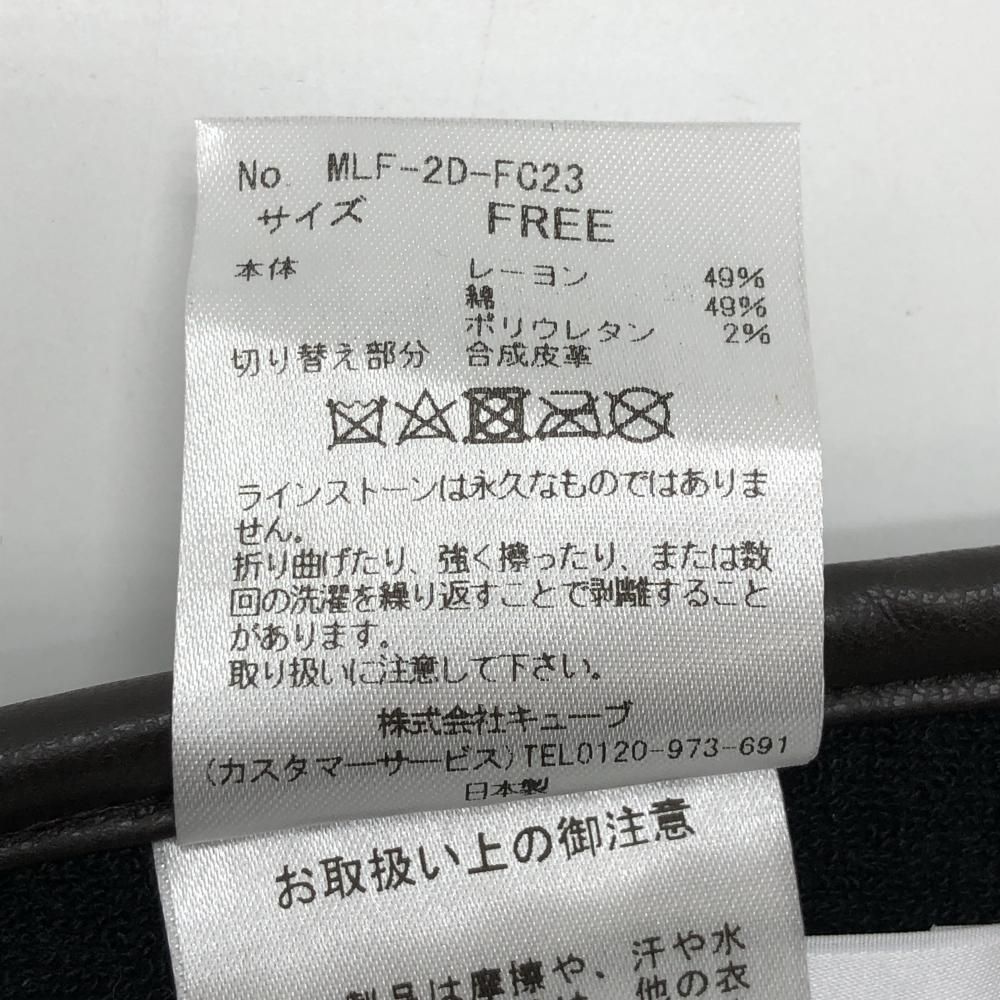 No. MLF-2D-FC23
サイズ FREE
本体 レーヨン 49%
綿 49%
ポリウレタン 2%
切り替え部分 合成皮革
ラインストーンは永久なものではありま
せん。
折り曲げたり、強く擦ったり、または数
回の洗濯を繰り返すことで剥離すること
があります。
取り扱いに注意して下さい。
株式会社キューブ
(カスタマーサービス)TEL0120-973-691
日本製
お取扱い上の御注意
製品は摩擦や、汗や水
他の衣